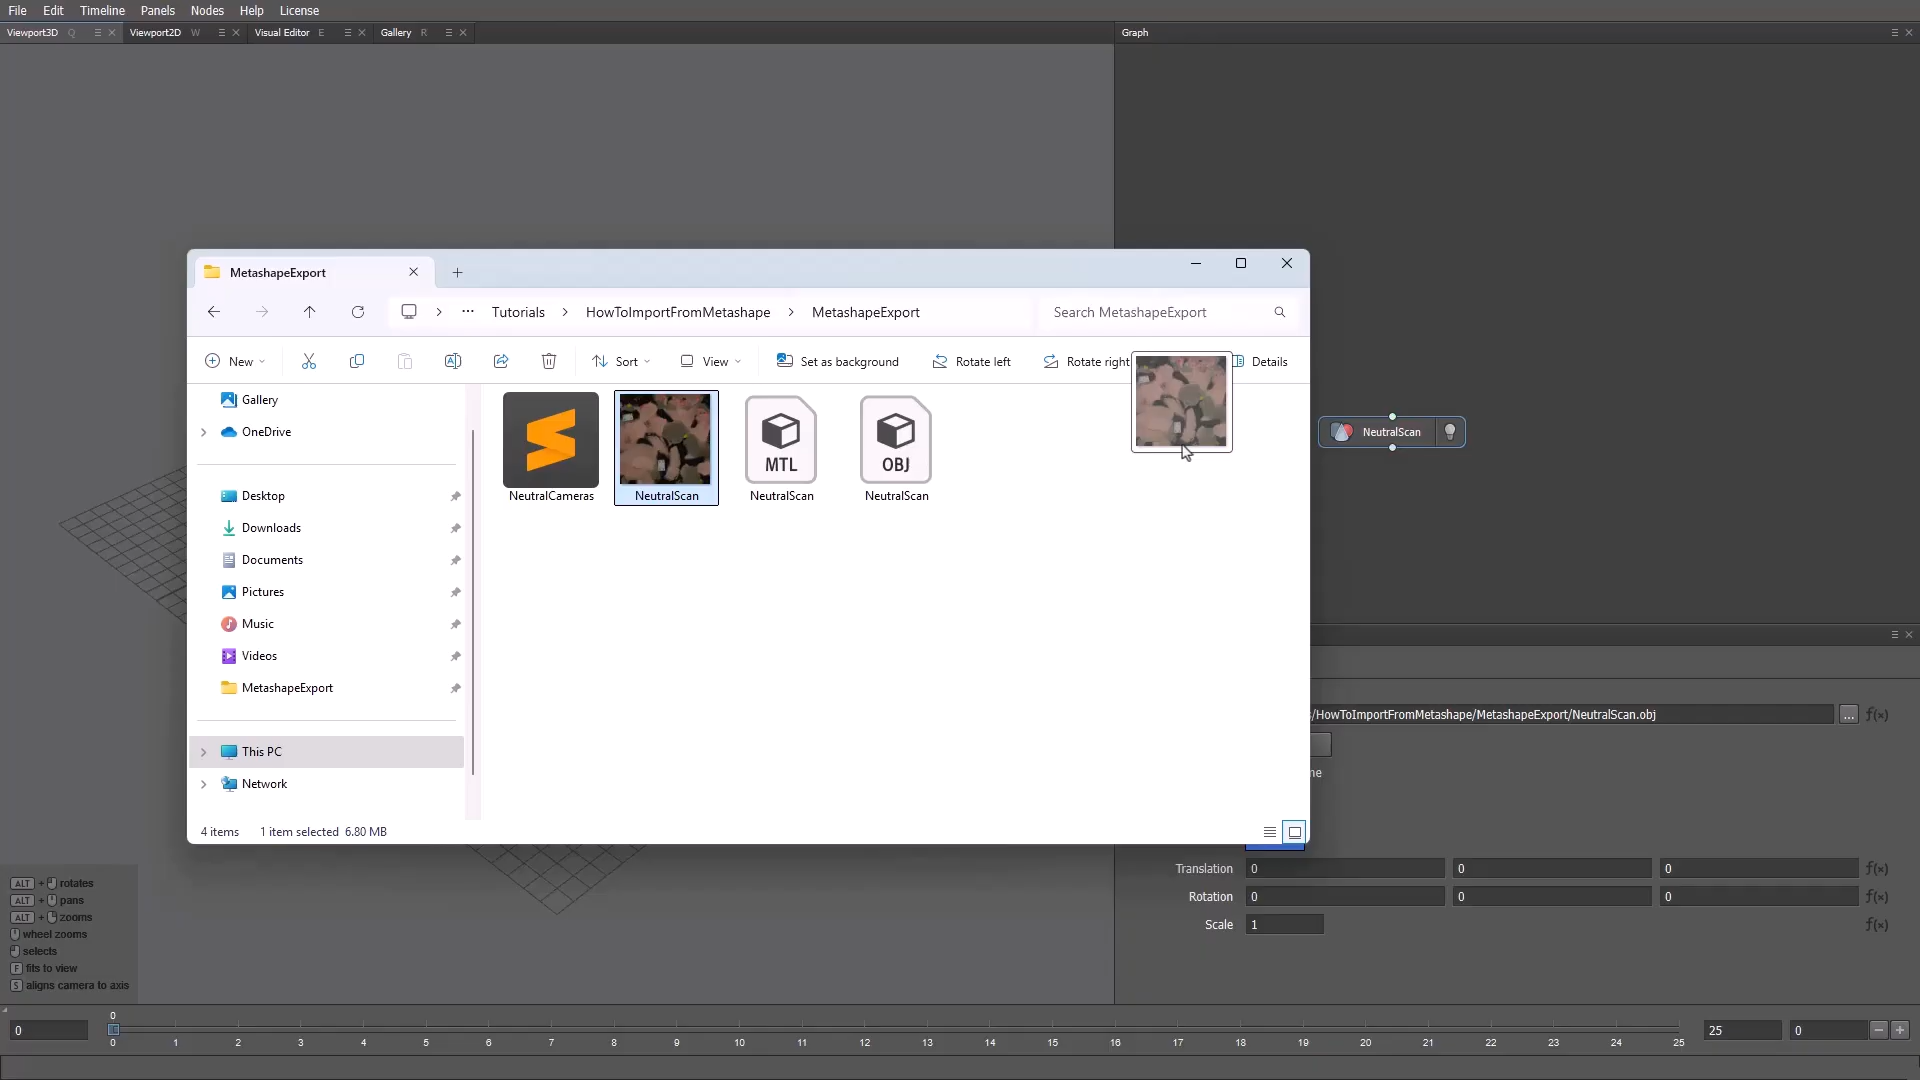 File Edit Timeline Panels Nodes Help License
Viewport3D Q Viewport2D W Visual Editor E Gallery R Graph
MetashapeExport
Tutorials HowToImportFromMetashape MetashapeExport Search MetashapeExport
New Sort View Set as background Rotate left Rotate right Details
Gallery
OneDrive
Desktop
Downloads
Documents
Pictures
Music
Videos
MetashapeExport
This PC
Network
MTL OBJ
NeutralCameras NeutralScan NeutralScan NeutralScan
4 items 1 item selected 6.80 MB
NeutralScan
/HowToImportFromMetashape/MetashapeExport/NeutralScan.obj ... f(x)
Translation 0 0 0 f(x)
Rotation 0 0 0 f(x)
Scale 1 f(x)
ALT + rotates
ALT + pans
ALT + zooms
wheel zooms
selects
F fits to view
S aligns camera to axis
0
0 25 0
0 1 2 3 4 5 6 7 8 9 10 11 12 13 14 15 16 17 18 19 20 21 22 23 24 25